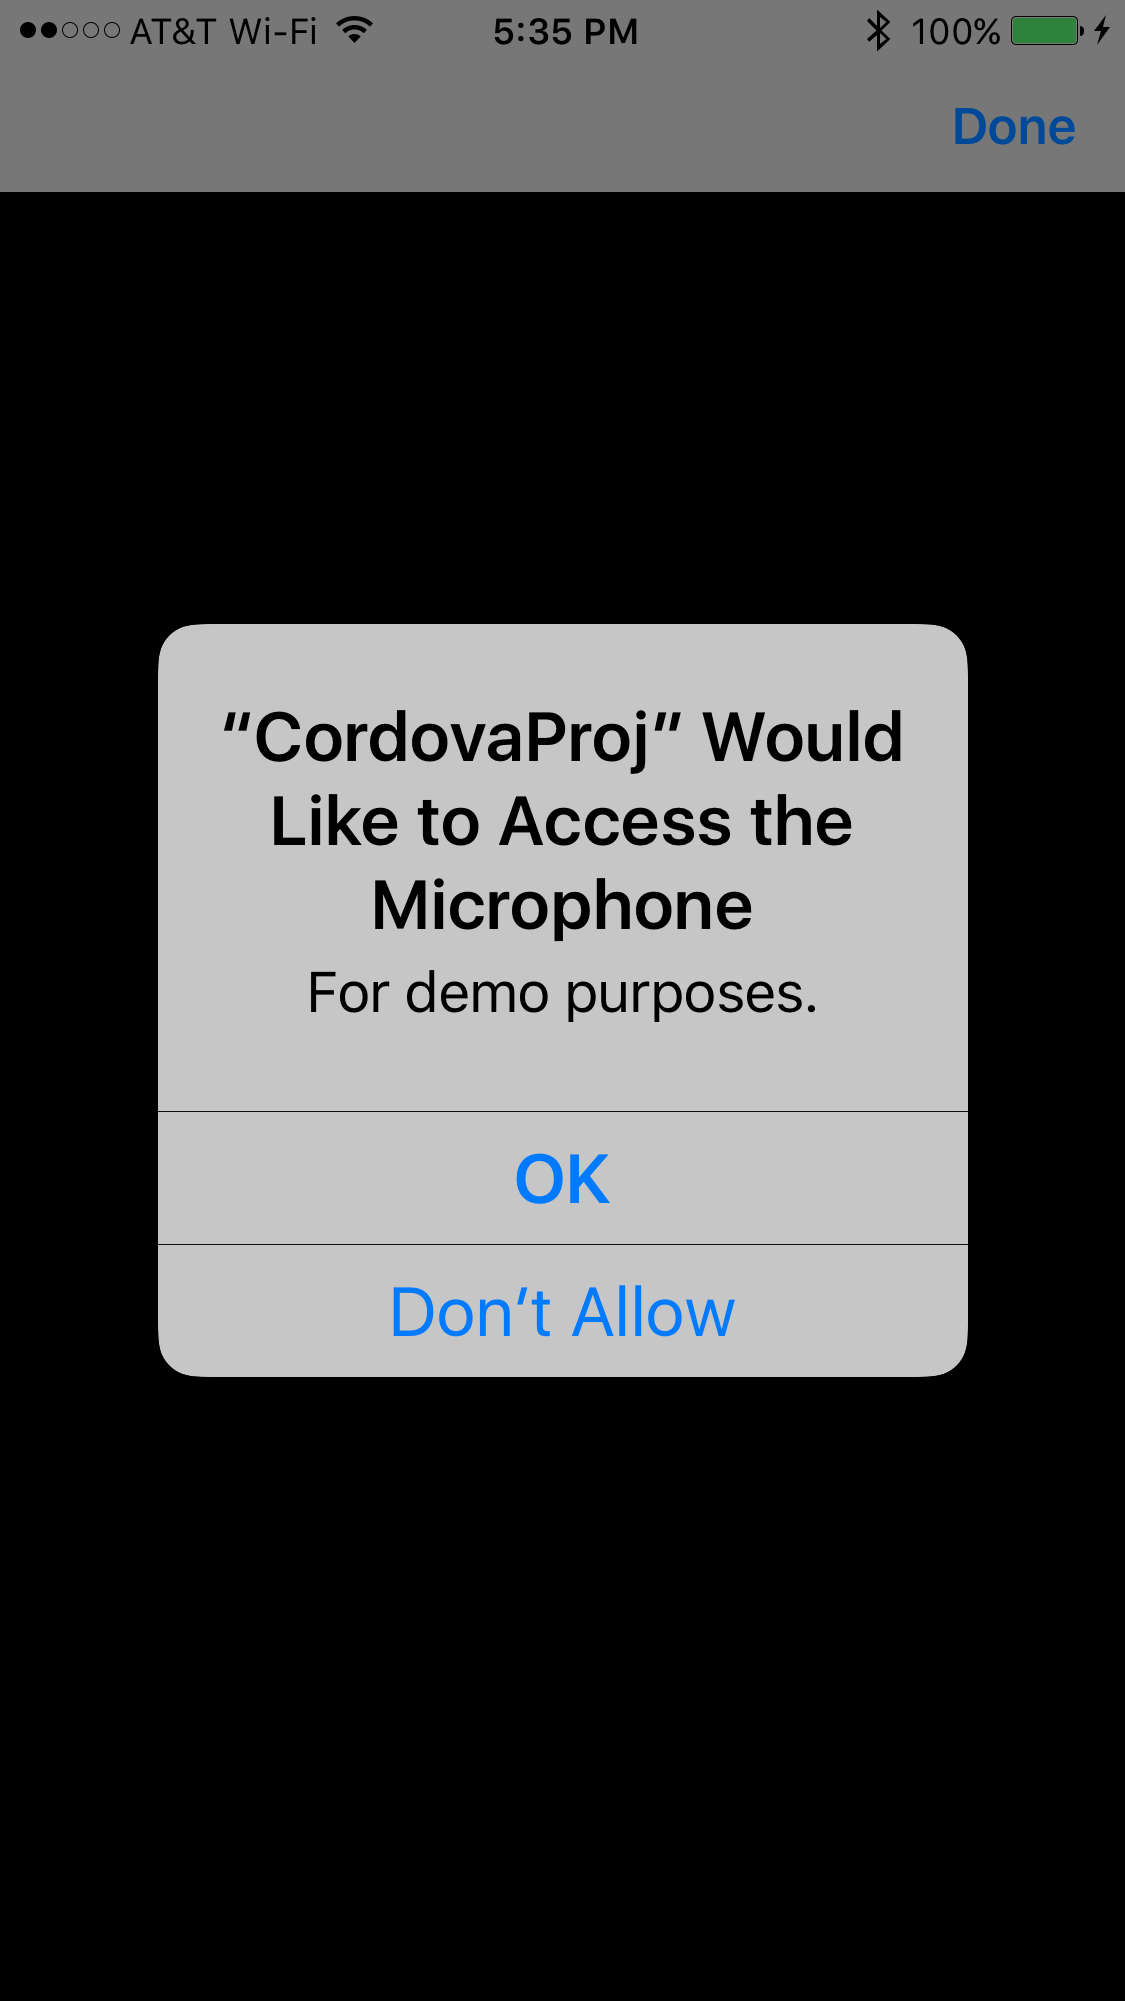 AT&T Wi-Fi 5:35 PM 100%
Done
“CordovaProj” Would
Like to Access the
Microphone
For demo purposes.
OK
Don’t Allow